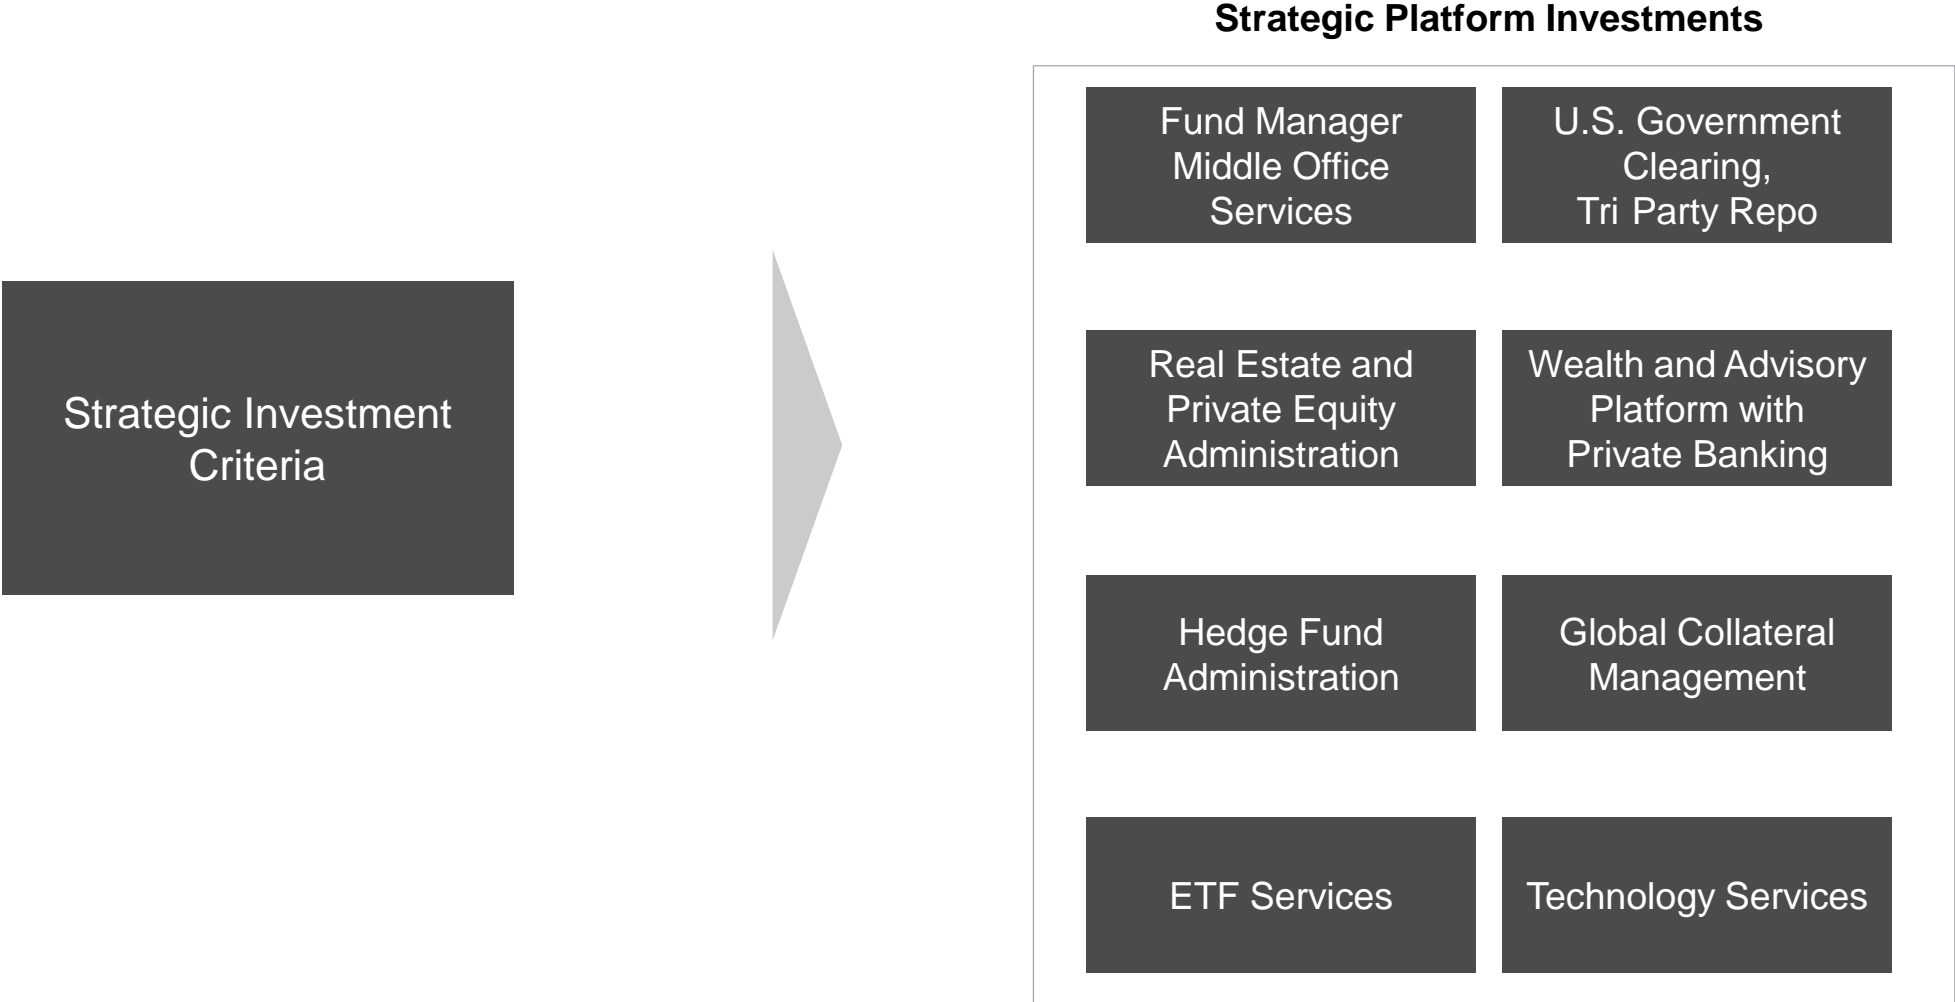 Strategic Platform Investments
Strategic Investment
Criteria
Fund Manager
Middle Office
Services
U.S. Government
Clearing,
Tri Party Repo
Real Estate and
Private Equity
Administration
Wealth and Advisory
Platform with
Private Banking
Hedge Fund
Administration
Global Collateral
Management
ETF Services
Technology Services